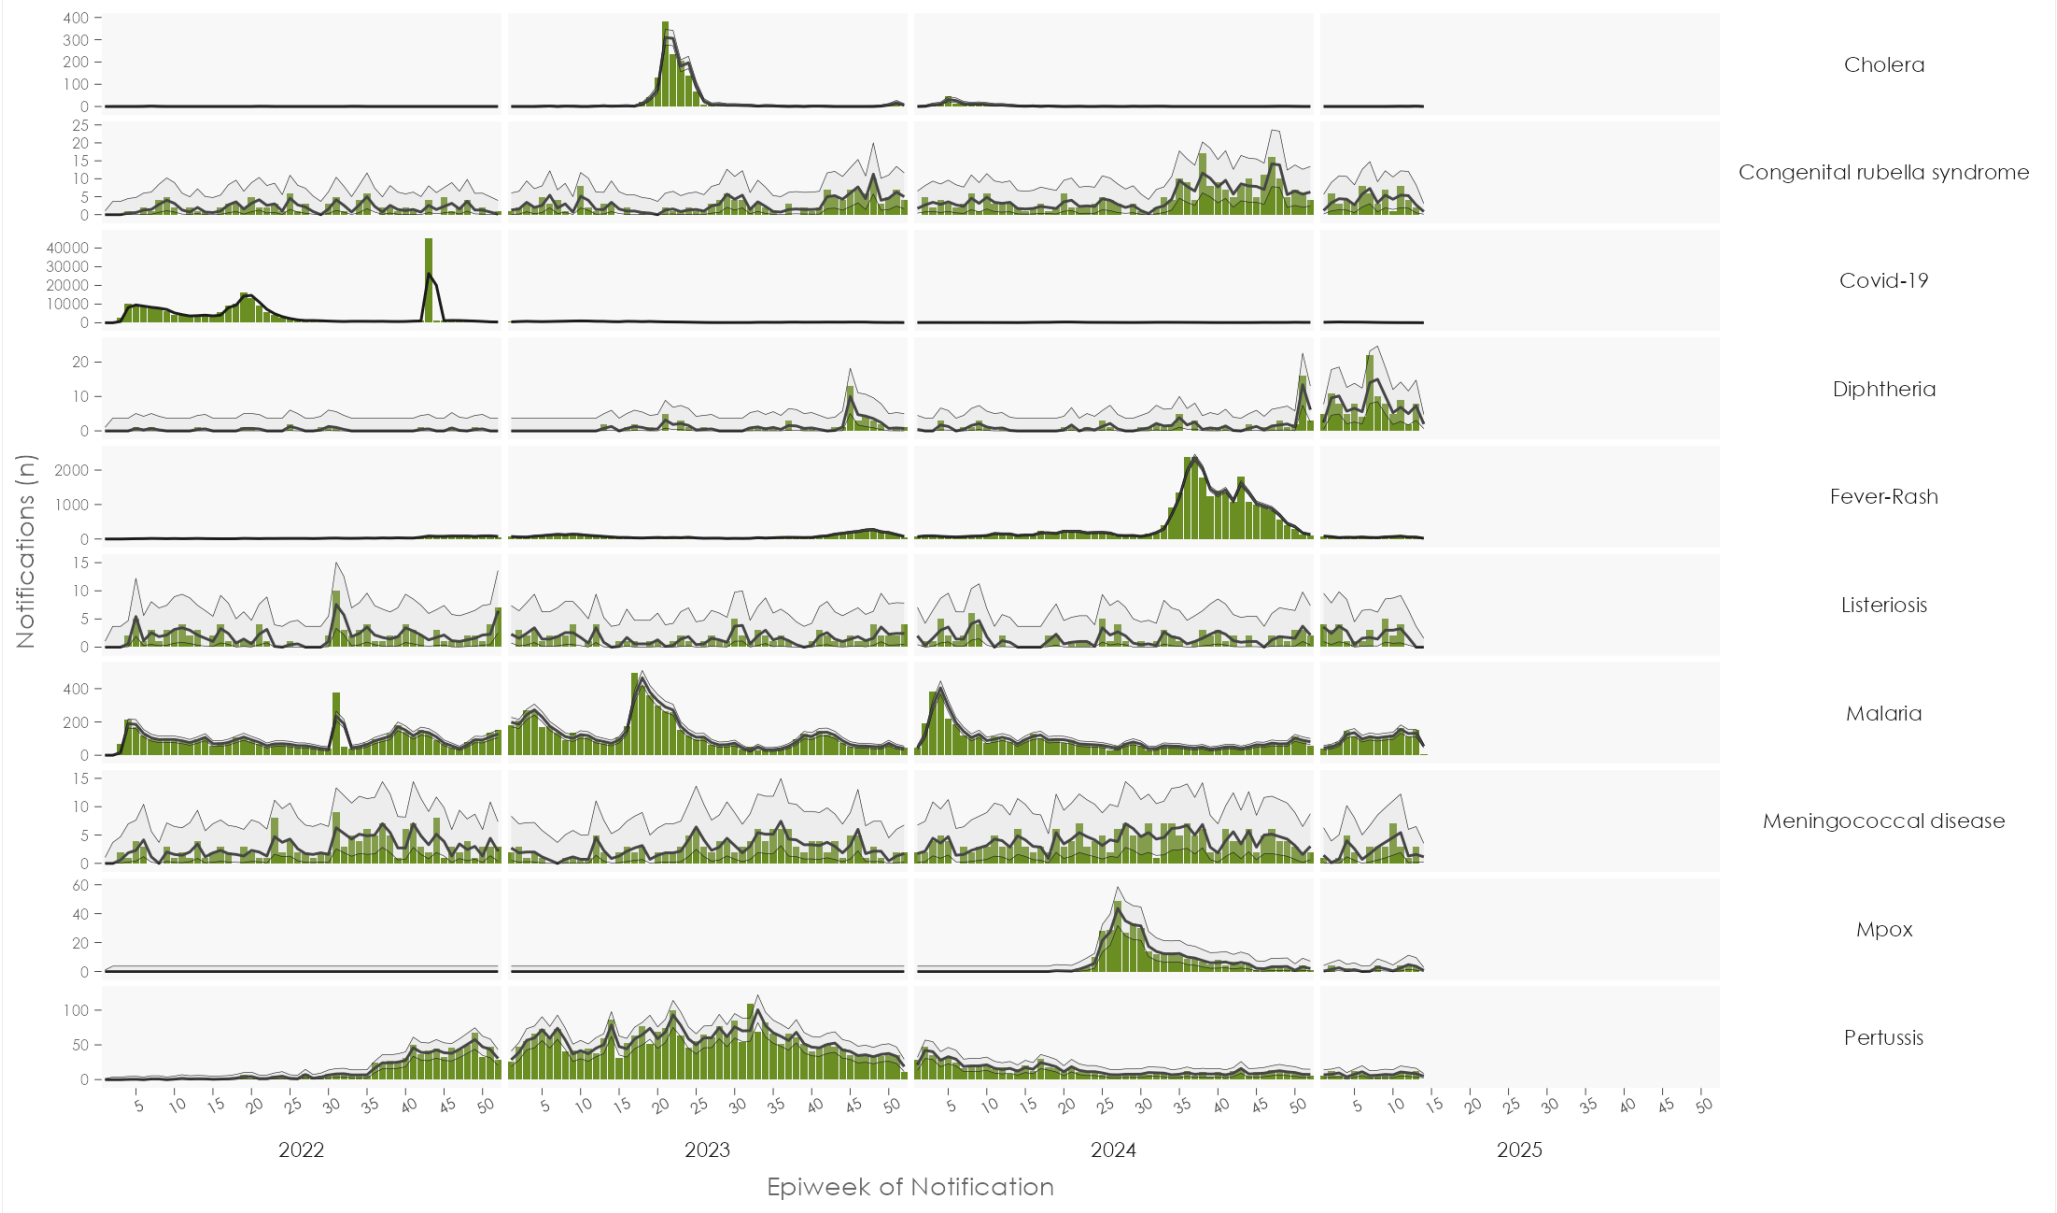 400
300
200
100
0
Cholera
25
20
15
10
5
0
Congenital rubella syndrome
40000
30000
20000
10000
0
Covid-19
20
10
0
Diphtheria
2000
1000
0
Fever-Rash
15
10
5
0
Listeriosis
400
200
0
Malaria
15
10
5
0
Meningococcal disease
60
40
20
0
Mpox
100
50
0
Pertussis
Notifications (n)
5 10 15 20 25 30 35 40 45 50 5 10 15 20 25 30 35 40 45 50 5 10 15 20 25 30 35 40 45 50 5 10 15 20 25 30 35 40 45 50
2022 2023 2024 2025
Epiweek of Notification